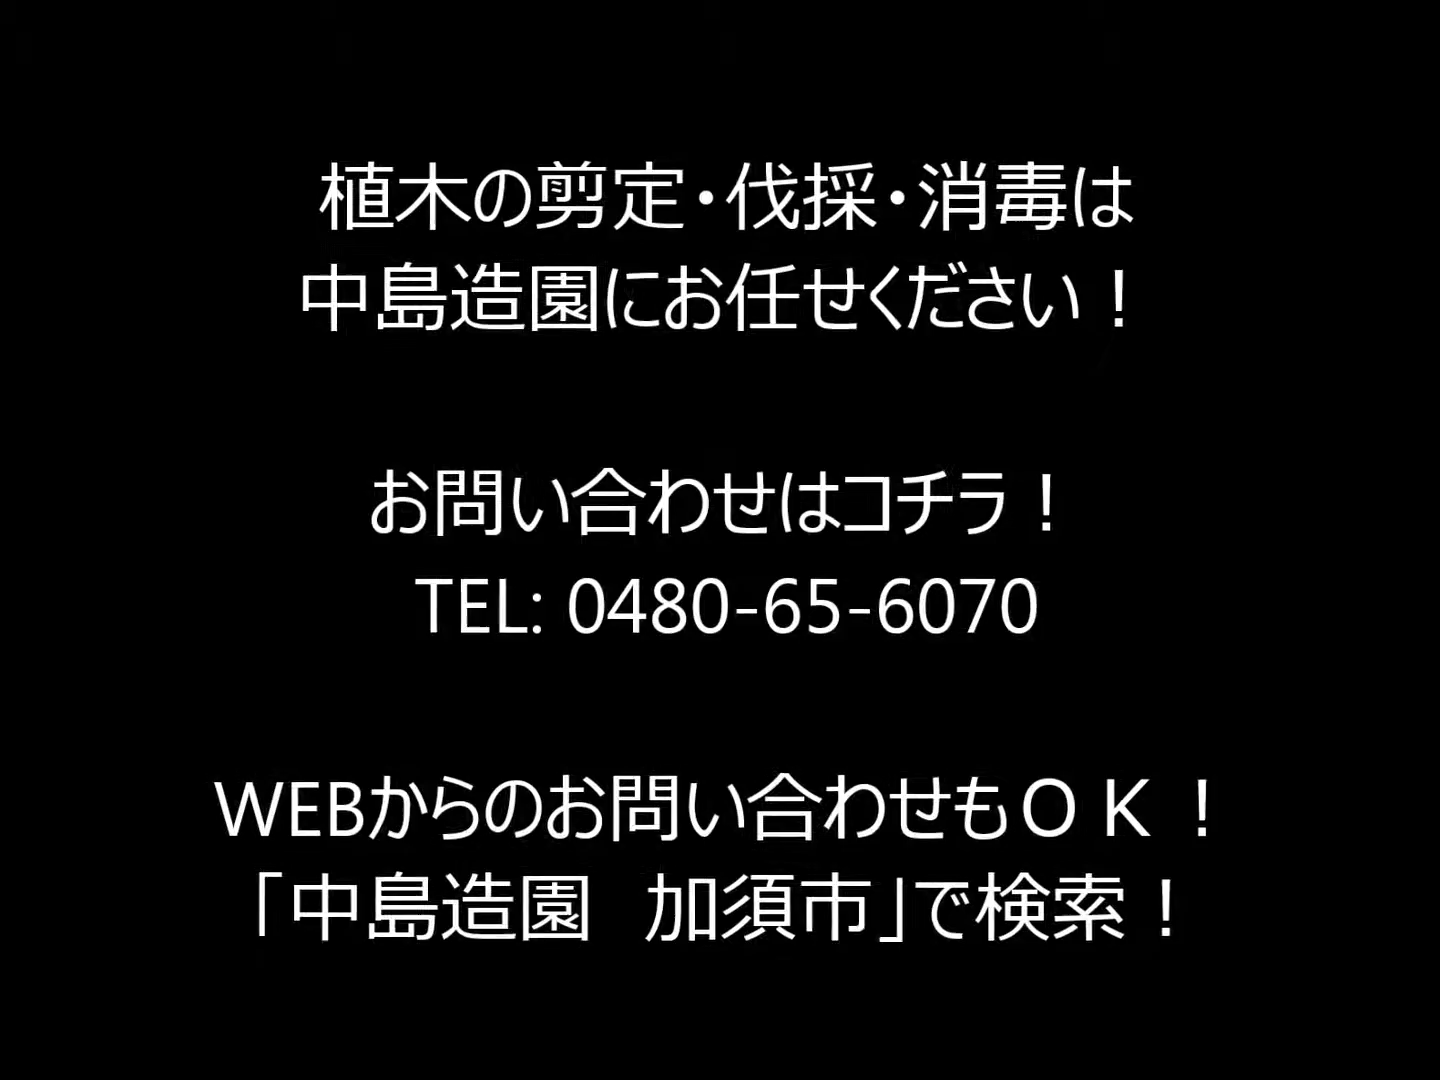 植木の剪定・伐採・消毒は
中島造園にお任せください！
お問い合わせはコチラ！
TEL: 0480-65-6070
WEBからのお問い合わせもＯＫ！
「中島造園　加須市」で検索！